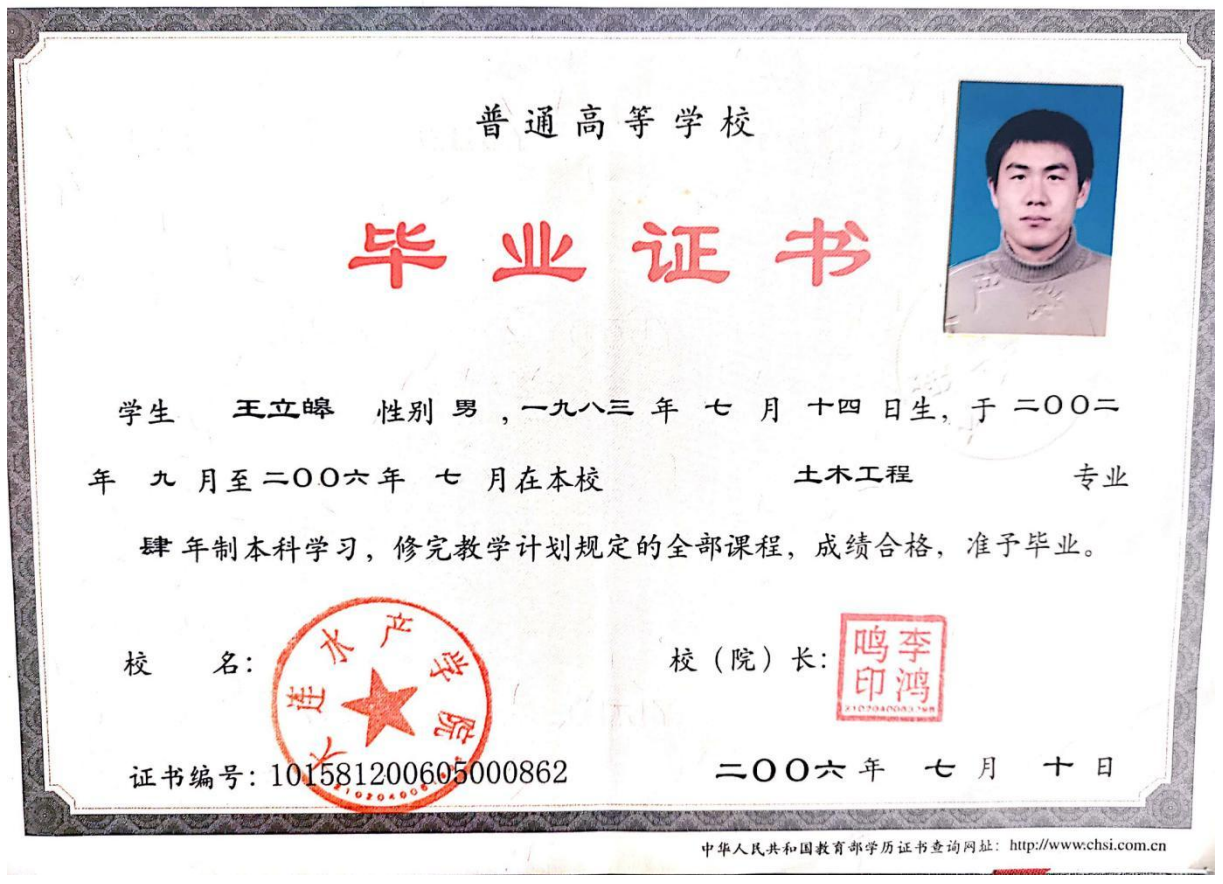 普通高等学校
毕业证书
学生 王立皞 性别 男 ,一九八三 年 七 月 十四 日生, 于 二〇〇二
年 九 月至 二〇〇六 年 七 月在本校 土木工程 专业
肆 年制本科学习, 修完教学计划规定的全部课程, 成绩合格, 准予毕业。
校 名: 大连水产学院
校 (院) 长: 李鸿鸣印
证书编号: 101581200605000862
二〇〇六 年 七 月 十 日
中华人民共和国教育部学历证书查询网址: http://www.chsi.com.cn